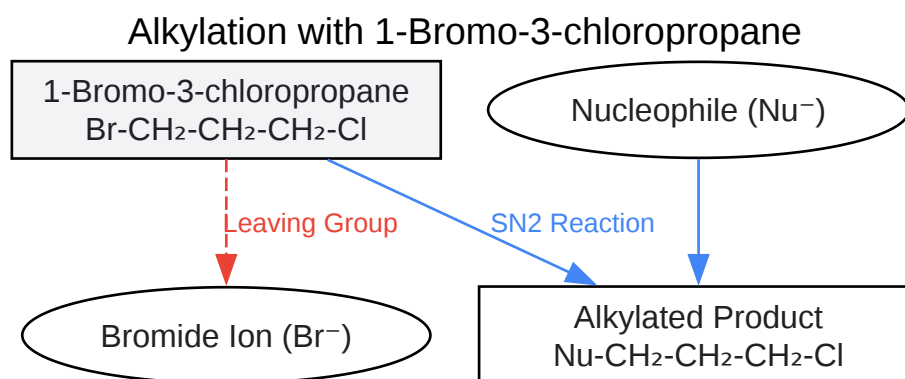 Alkylation with 1-Bromo-3-chloropropane
1-Bromo-3-chloropropane
Br-CH₂-CH₂-CH₂-Cl
Nucleophile (Nu⁻)
Leaving Group
SN2 Reaction
Bromide Ion (Br⁻)
Alkylated Product
Nu-CH₂-CH₂-CH₂-Cl